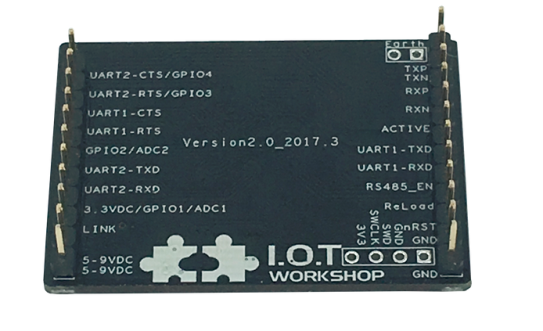 Earth
UART2-CTS/GPIO4
UART2-RTS/GPIO3
UART1-CTS
UART1-RTS
GPIO2/ADC2
UART2-TXD
UART2-RXD
3.3VDC/GPIO1/ADC1
LINK
5-9VDC
5-9VDC
Version2.0_2017.3
TXP
TXN
RXP
RXN
ACTIVE
UART1-TXD
UART1-RXD
RS485_EN
ReLoad
nRST
GND
GND
3V3
SWCLK
SWD
GND
I.O.T
WORKSHOP